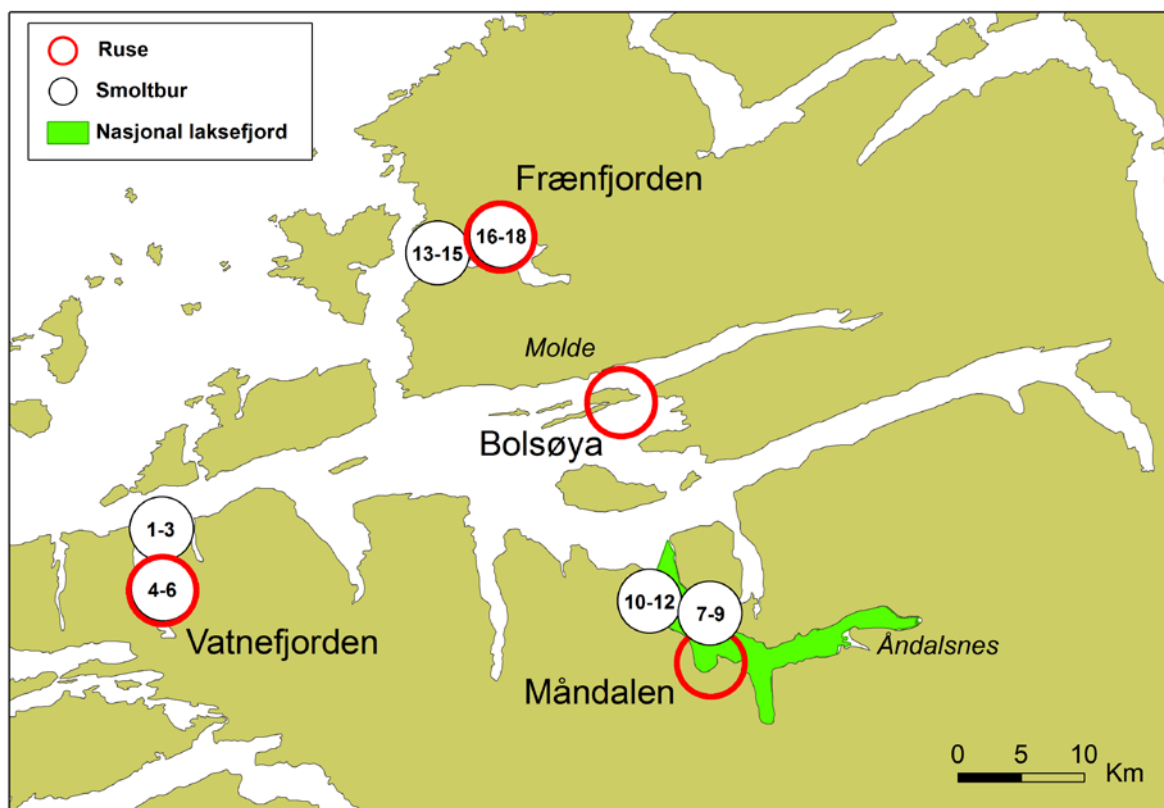 Ruse
Smoltbur
Nasjonal laksefjord
Frænfjorden
16-18
13-15
Molde
Bolsøya
1-3
4-6
Vatnefjorden
10-12
7-9
Åndalsnes
Måndalen
0 5 10
Km